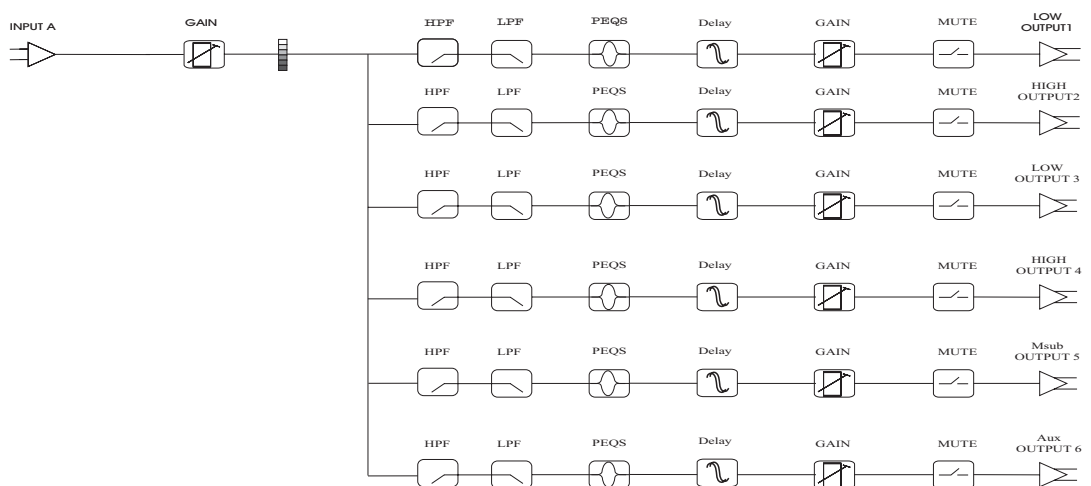 INPUT A
GAIN
HPF LPF PEQS Delay GAIN MUTE LOW
OUTPUT1
HPF LPF PEQS Delay GAIN MUTE HIGH
OUTPUT2
HPF LPF PEQS Delay GAIN MUTE LOW
OUTPUT 3
HPF LPF PEQS Delay GAIN MUTE HIGH
OUTPUT 4
HPF LPF PEQS Delay GAIN MUTE Msub
OUTPUT 5
HPF LPF PEQS Delay GAIN MUTE Aux
OUTPUT 6